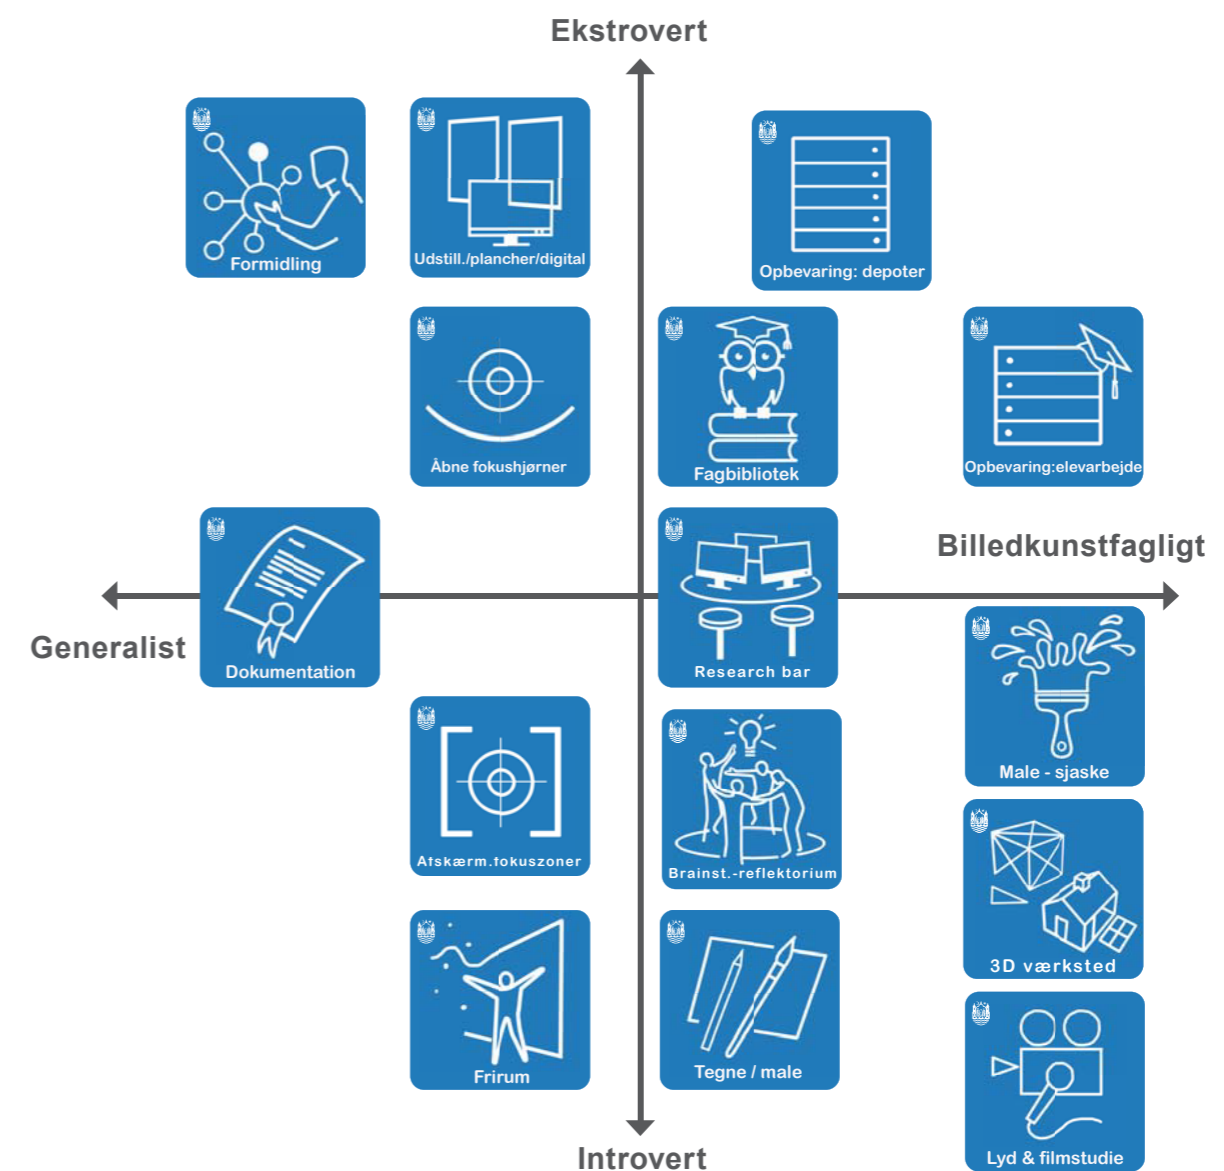 Ekstrovert
Formidling
Udstill./plancher/digital
Opbevaring: depoter
Åbne fokushjørner
Fagbibliotek
Opbevaring:elevarbejde
Billedkunstfagligt
Generalist
Dokumentation
Research bar
Male - sjaske
Afskærm.fokuszoner
Brainst.-reflektorium
3D værksted
Frirum
Tegne / male
Lyd & filmstudie
Introvert